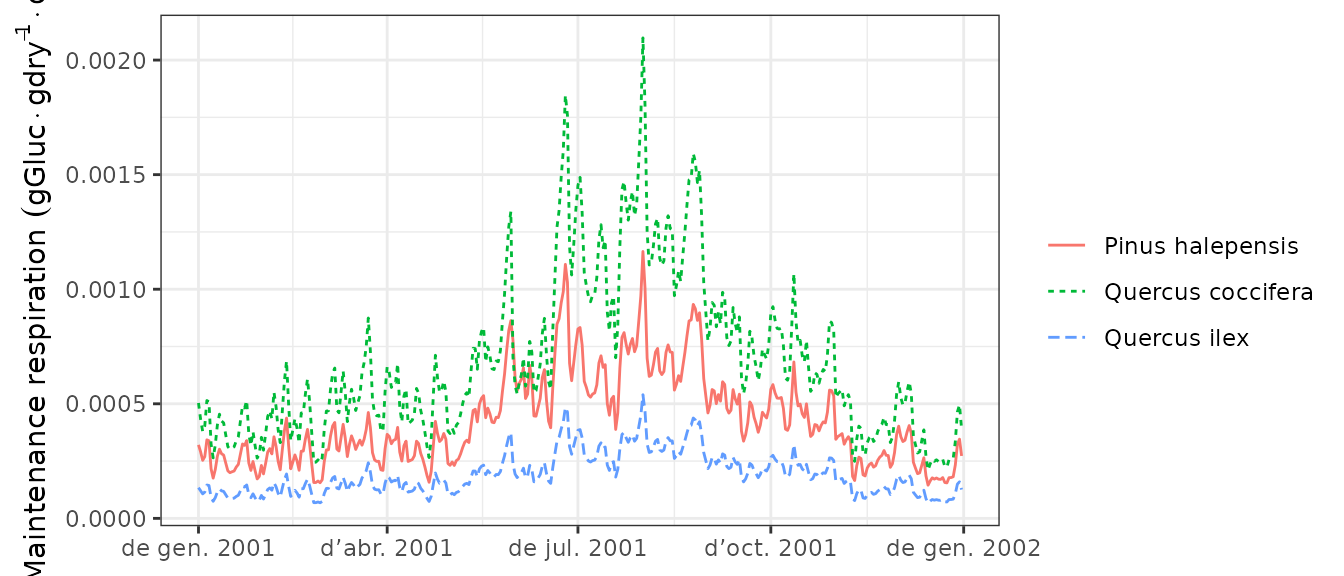 Maintenance respiration (gGluc · gdry⁻¹ ·
0.0020
0.0015
0.0010
0.0005
0.0000
de gen. 2001 d’abr. 2001 de jul. 2001 d’oct. 2001 de gen. 2002
Pinus halepensis
Quercus coccifera
Quercus ilex